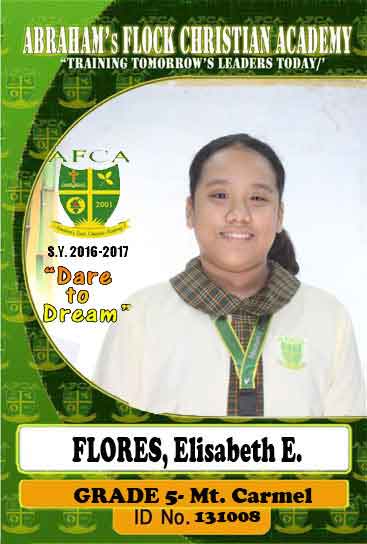 ABRAHAM's FLOCK CHRISTIAN ACADEMY
"TRAINING TOMORROW'S LEADERS TODAY/'
AFCA
2001
S.Y. 2016-2017
"Dare
to
Dream"
FLORES, Elisabeth E.
GRADE 5- Mt. Carmel
ID No. 131008